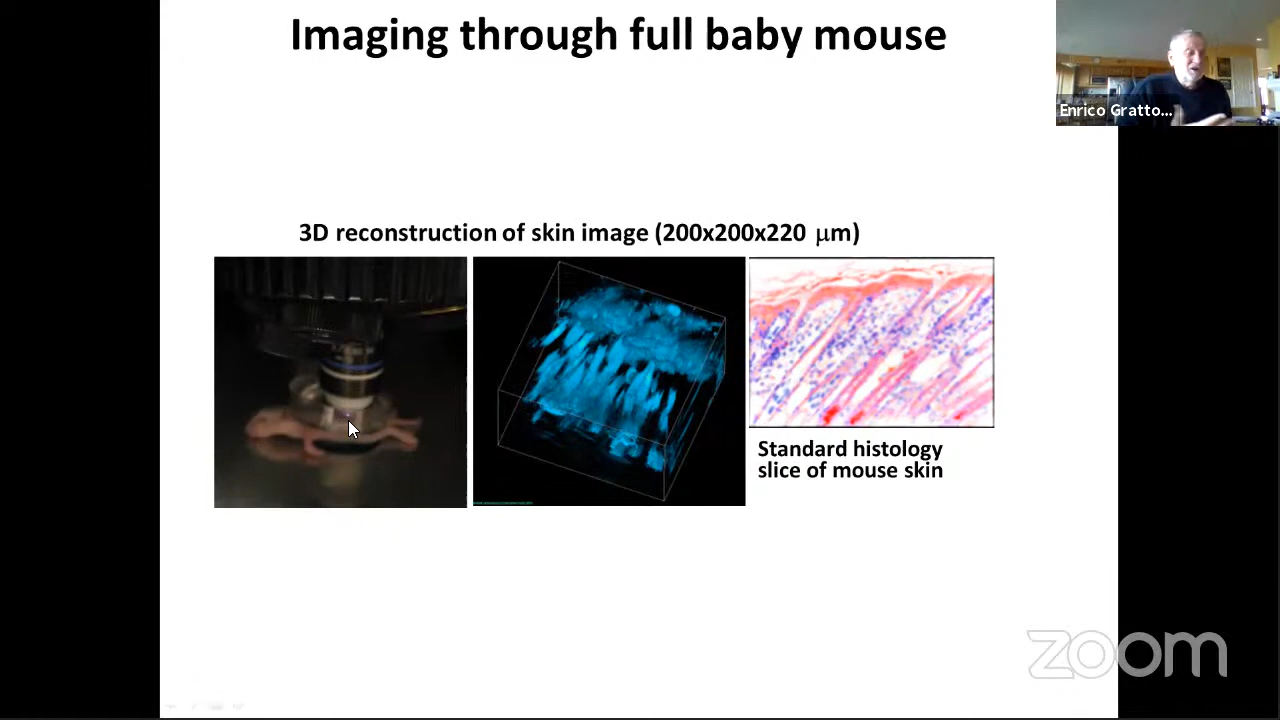 Imaging through full baby mouse
Enrico Gratto...
3D reconstruction of skin image (200x200x220 μm)
Standard histology
slice of mouse skin
zoom